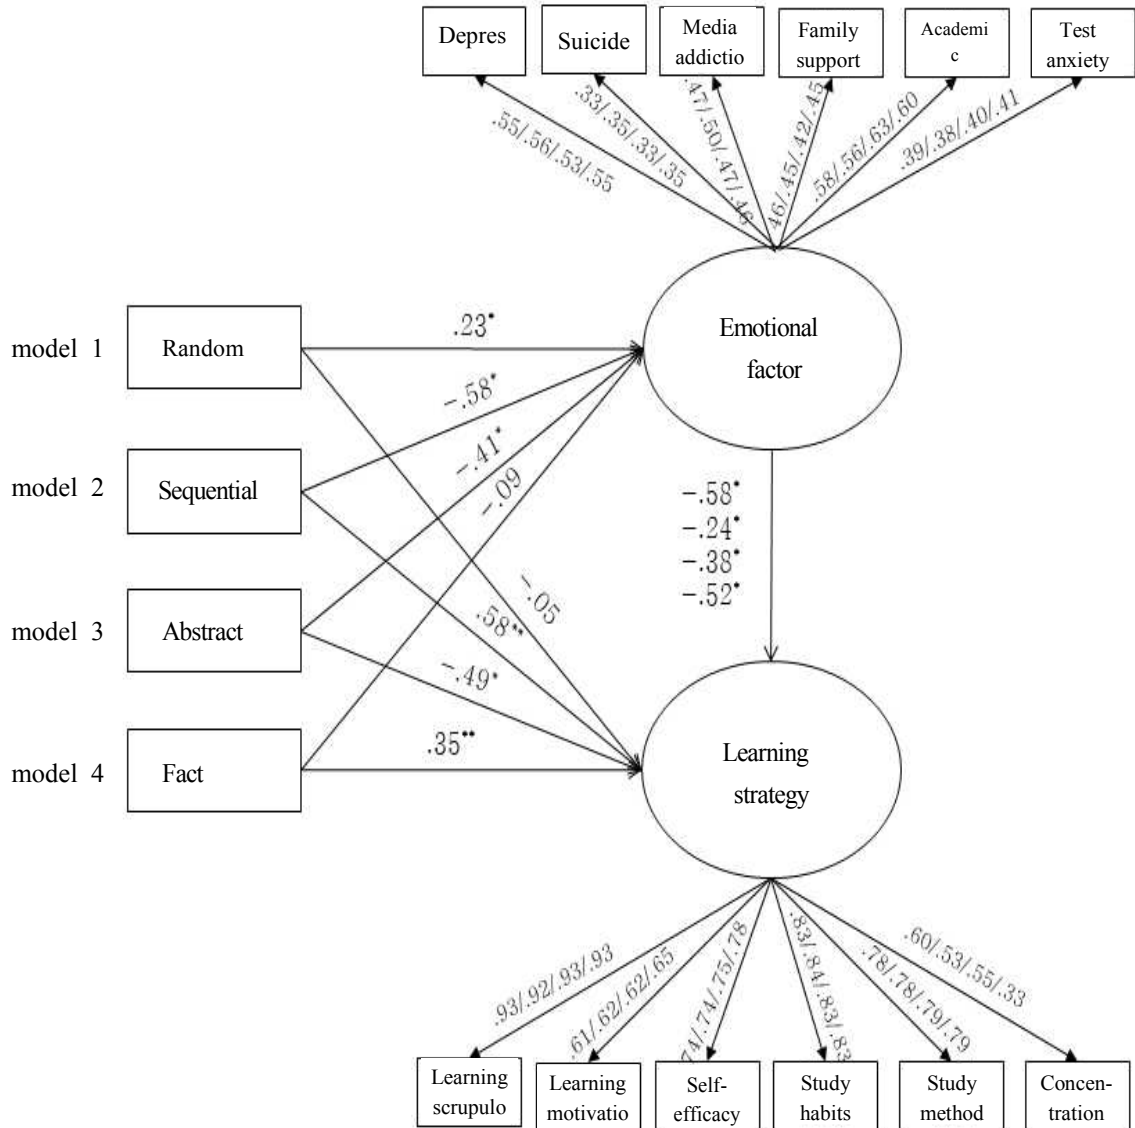 Depres
Suicide
Media
addictio
Family
support
Academi
c
Test
anxiety
.55/.56/.53/.55
.33/.35/.33/.35
.47/.50/.47/.46
46/.45/.42/.45
.58/.56/.63/.60
.39/.38/.40/.41
Emotional
factor
model 1
Random
.23*
-.58*
-.41*
-.09
model 2
Sequential
-.58*
-.24*
-.38*
-.52*
model 3
Abstract
-.05
.58**
-.49*
model 4
Fact
.35**
Learning
strategy
.93/.92/.93/.93
.61/.62/.62/.65
74/.74/.75/.78
.83/.84/.83/.83
.78/.78/.79/.79
.60/.53/.55/.33
Learning
scrupulo
Learning
motivatio
Self-
efficacy
Study
habits
Study
method
Concen-
tration